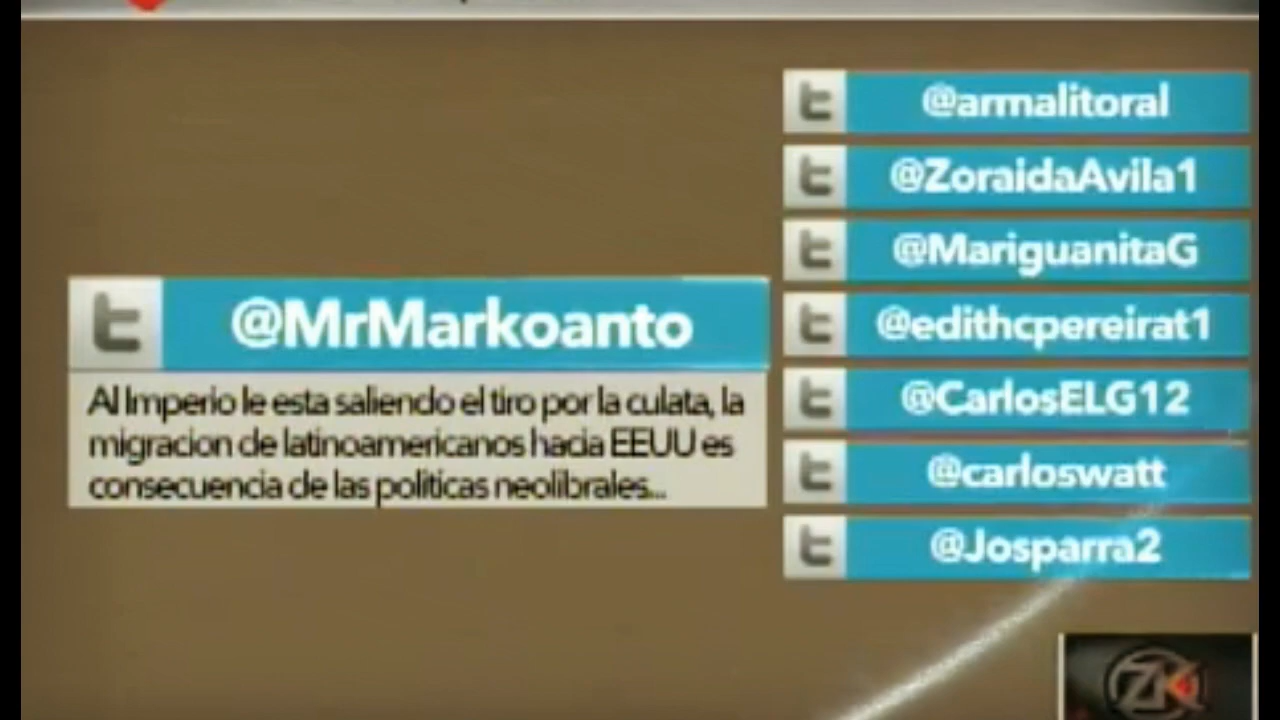 @MrMarkoanto
Al Imperio le esta saliendo el tiro por la culata, la
migracion de latinoamericanos hacia EEUU es
consecuencia de las politicas neolibrales...
@armalitoral
@ZoraidaAvila1
@MariguanitaG
@edithcpereirat1
@CarlosELG12
@carloswatt
@Josparra2
ZK